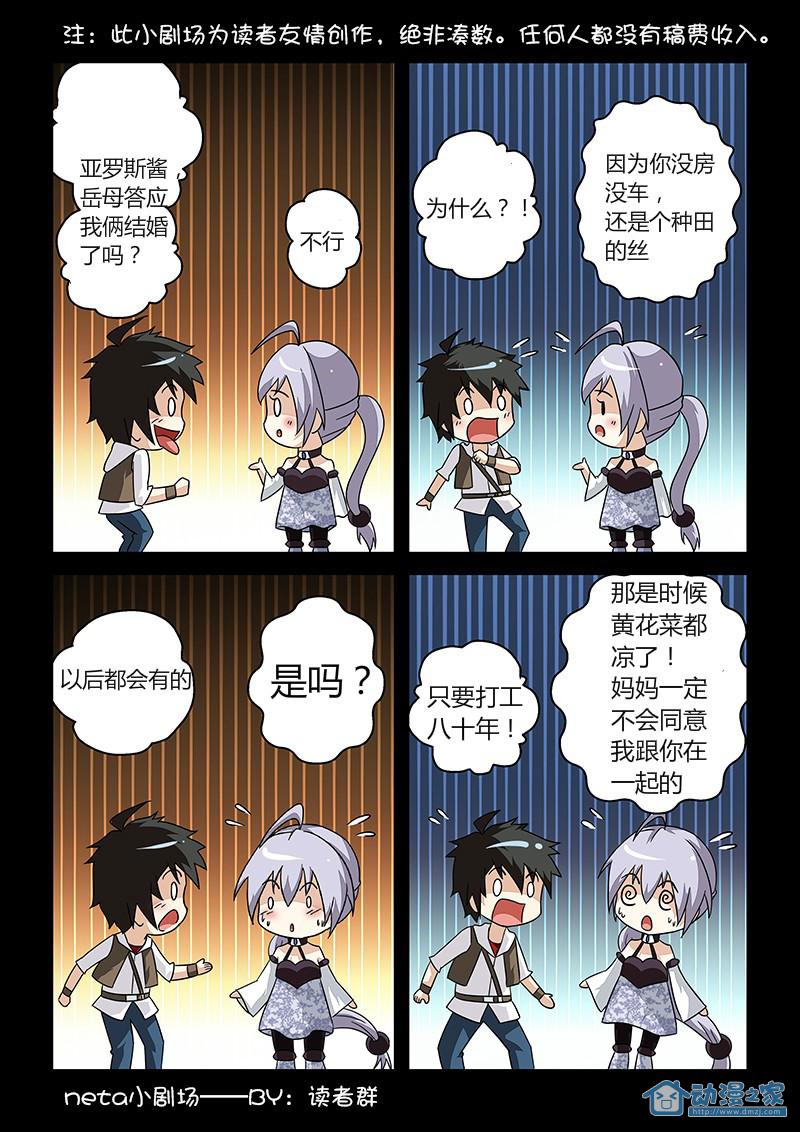 注：此小剧场为读者友情创作，绝非凑数。任何人都没有稿费收入。
亚罗斯酱，
岳母答应
我俩结婚
了吗？
不行
为什么？！
因为你没房
没车，
还是个种田
的丝
以后都会有的
是吗？
只要打工
八十年！
那是时候
黄花菜都
凉了！
妈妈一定
不会同意
我跟你在
一起的
neta小剧场——BY：读者群
动漫之家
http://www.dmzj.com